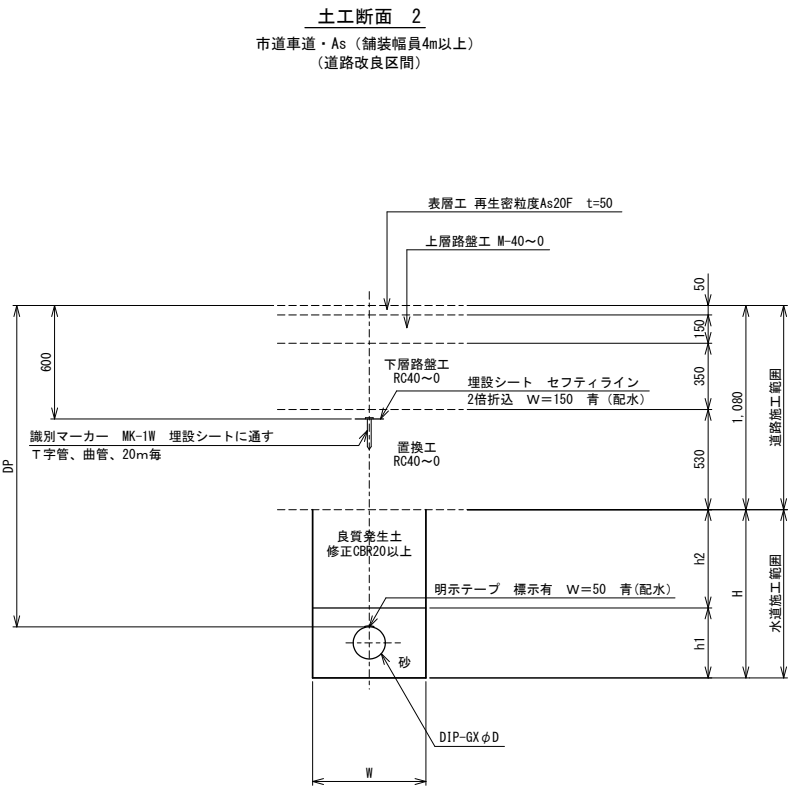 土工断面 2
市道車道・As（舗装幅員4m以上）
（道路改良区間）
表層工 再生密粒度As20F t=50
上層路盤工 M-40～0
50
150
600
下層路盤工
RC40～0
350
埋設シート セフティライン
2倍折込 W＝150 青（配水）
1,080
道路施工範囲
識別マーカー MK-1W 埋設シートに通す
T字管、曲管、20m毎
置換工
RC40～0
530
DP
良質発生土
修正CBR20以上
h2
H
水道施工範囲
明示テープ 標示有 W＝50 青(配水)
h1
砂
DIP-GXφD
W